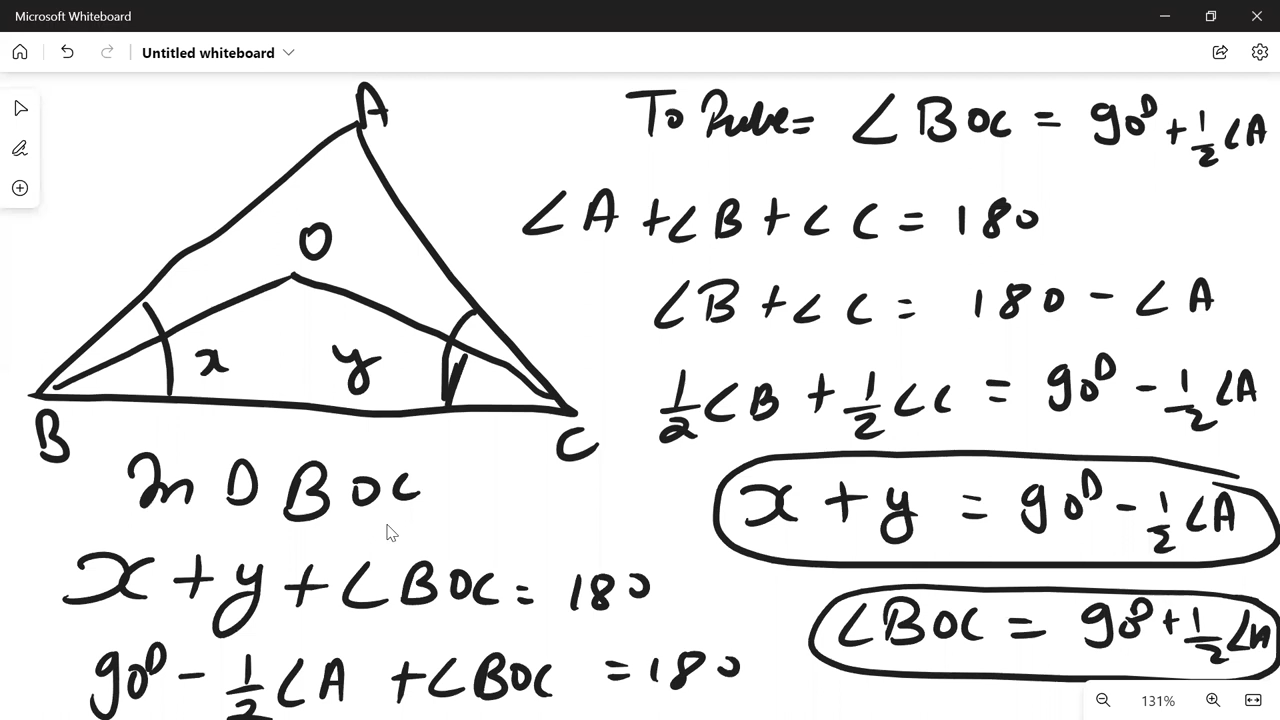 Microsoft Whiteboard
Untitled whiteboard
A
O
x y
B C
To Prove = ∠BOC = 90° + 1/2 ∠A
∠A + ∠B + ∠C = 180
∠B + ∠C = 180 - ∠A
1/2 ∠B + 1/2 ∠C = 90° - 1/2 ∠A
x + y = 90° - 1/2 ∠A
∠BOC = 90° + 1/2 ∠A
In Δ BOC
x + y + ∠BOC = 180
90° - 1/2 ∠A + ∠BOC = 180
131%